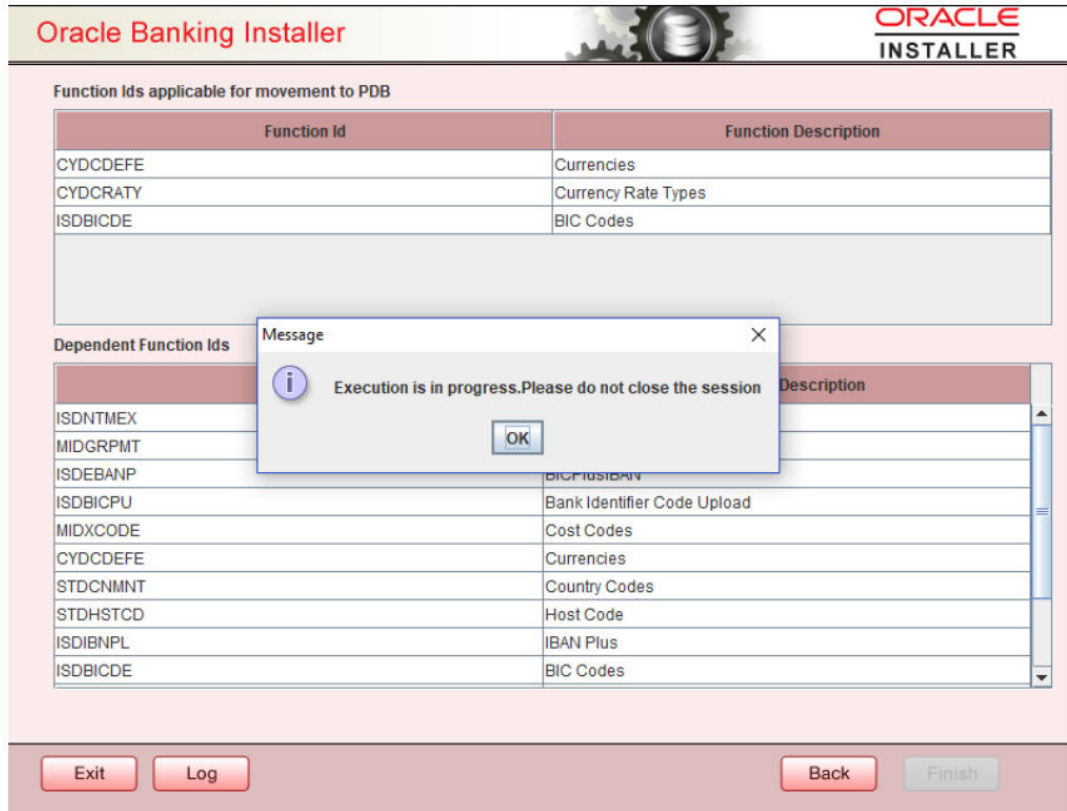 Oracle Banking Installer
ORACLE
INSTALLER
Function Ids applicable for movement to PDB
Function Id Function Description
CYDCDEFE Currencies
CYDCRATY Currency Rate Types
ISDBICDE BIC Codes
Dependent Function Ids
Description
Message
Execution is in progress.Please do not close the session
OK
ISDNTMEX
MIDGRPMT
ISDEBANP BICPlusIBAN
ISDBICPU Bank Identifier Code Upload
MIDXCODE Cost Codes
CYDCDEFE Currencies
STDCNMNT Country Codes
STDHSTCD Host Code
ISDIBNPL IBAN Plus
ISDBICDE BIC Codes
Exit Log Back Finish